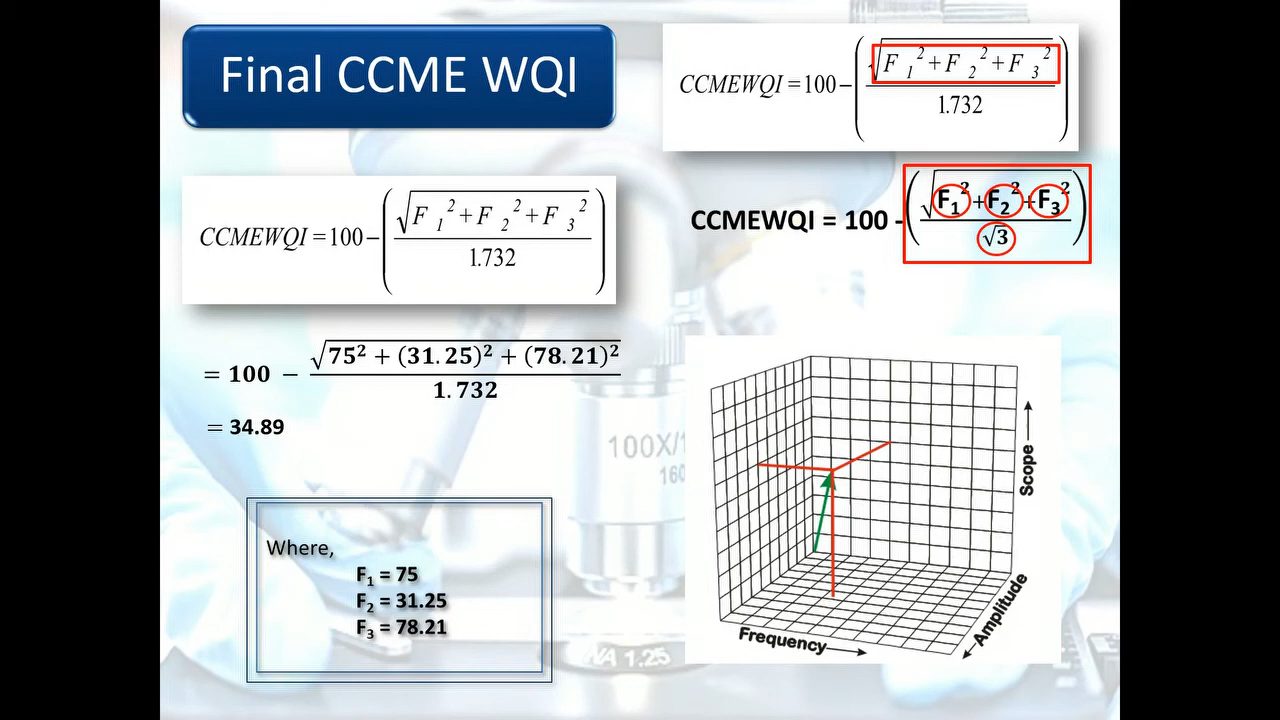 Final CCME WQI
CCMEWQI = 100 − ( √(F₁² + F₂² + F₃²) / 1.732 )
= 100 − √(75² + (31.25)² + (78.21)²) / 1.732
= 34.89
Where,
F₁ = 75
F₂ = 31.25
F₃ = 78.21
CCMEWQI = 100 − ( √(F₁² + F₂² + F₃²) / 1.732 )
CCMEWQI = 100 - ( √(F₁² + F₂² + F₃²) / √3 )
Scope
Amplitude
Frequency
100X/1
160
NA 1.25